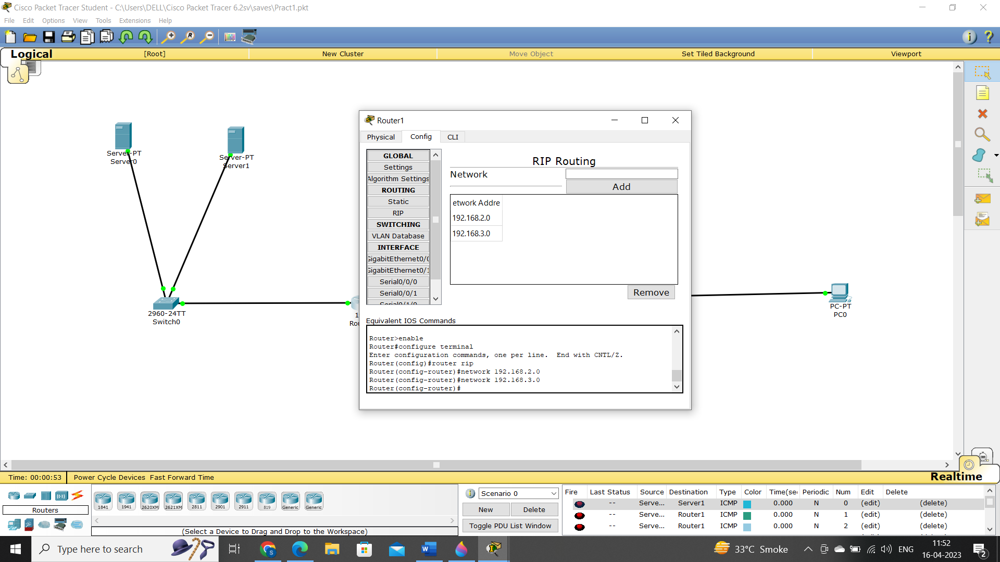 Cisco Packet Tracer Student - C:\Users\DELL\Cisco Packet Tracer 6.2sv\saves\Pract1.pkt
File Edit Options View Tools Extensions Help
Logical [Root] New Cluster Move Object Set Tiled Background Viewport
Server-PT
Server0
Server-PT
Server1
2960-24TT
Switch0
PC-PT
PC0
Router1
Physical Config CLI
GLOBAL
Settings
Algorithm Settings
ROUTING
Static
RIP
SWITCHING
VLAN Database
INTERFACE
GigabitEthernet0/
GigabitEthernet0/
Serial0/0/0
Serial0/0/1
Serial0/1/0
RIP Routing
Network
Add
etwork Addre
192.168.2.0
192.168.3.0
Remove
Equivalent IOS Commands
Router>enable
Router#configure terminal
Enter configuration commands, one per line.  End with CNTL/Z.
Router(config)#router rip
Router(config-router)#network 192.168.2.0
Router(config-router)#network 192.168.3.0
Router(config-router)#
Time: 00:00:53 Power Cycle Devices Fast Forward Time
Realtime
Routers
1841 1941 2620XM 2621XM 2811 2901 2911 819 Generic Generic
(Select a Device to Drag and Drop to the Workspace)
Scenario 0
New Delete
Toggle PDU List Window
Fire Last Status Source Destination Type Color Time(sec Periodic Num Edit Delete
-- Serve... Server1 ICMP 0.000 N 0 (edit) (delete)
-- Serve... Router1 ICMP 0.000 N 1 (edit) (delete)
-- Serve... Router1 ICMP 0.000 N 2 (edit) (delete)
Type here to search
33°C Smoke
ENG
11:52
16-04-2023
2